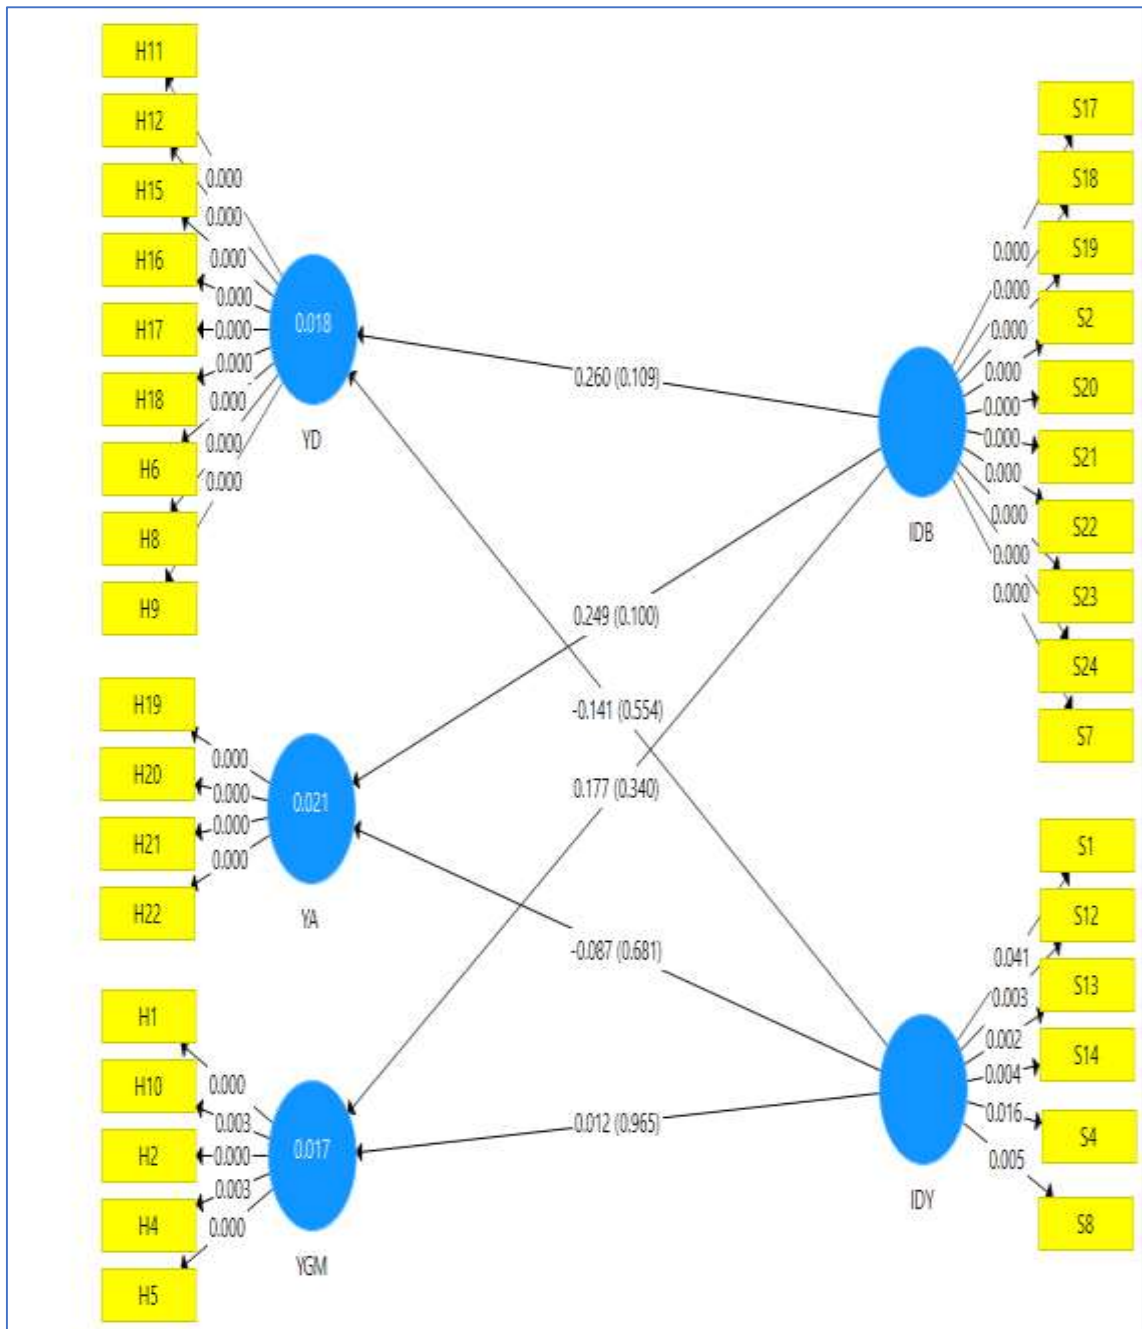 H11
H12
H15
H16
H17
H18
H6
H8
H9
0.000
0.000
0.000
0.000
0.000
0.000
0.000
0.000
0.000
0.018
YD
H19
H20
H21
H22
0.000
0.000
0.000
0.000
0.021
YA
H1
H10
H2
H4
H5
0.000
0.003
0.000
0.003
0.000
0.017
YGM
0.260 (0.109)
0.249 (0.100)
-0.141 (0.554)
0.177 (0.340)
-0.087 (0.681)
0.012 (0.965)
IDB
0.000
0.000
0.000
0.000
0.000
0.000
0.000
0.000
0.000
0.000
S17
S18
S19
S2
S20
S21
S22
S23
S24
S7
IDY
0.041
0.003
0.002
0.004
0.016
0.005
S1
S12
S13
S14
S4
S8